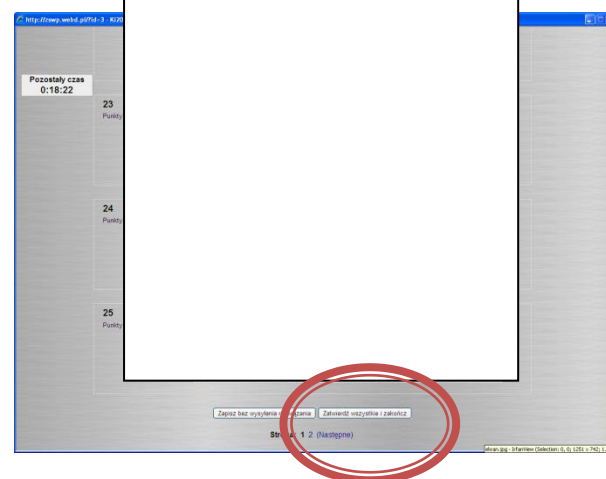 http://zswp.webd.pl/?id=3 - KI20
Pozostały czas
0:18:22
23
Punkty
24
Punkty
25
Punkty
Zapisz bez wysyłania Zatwierdź wszystkie i zakończ
Strona: 1 2 (Następne)